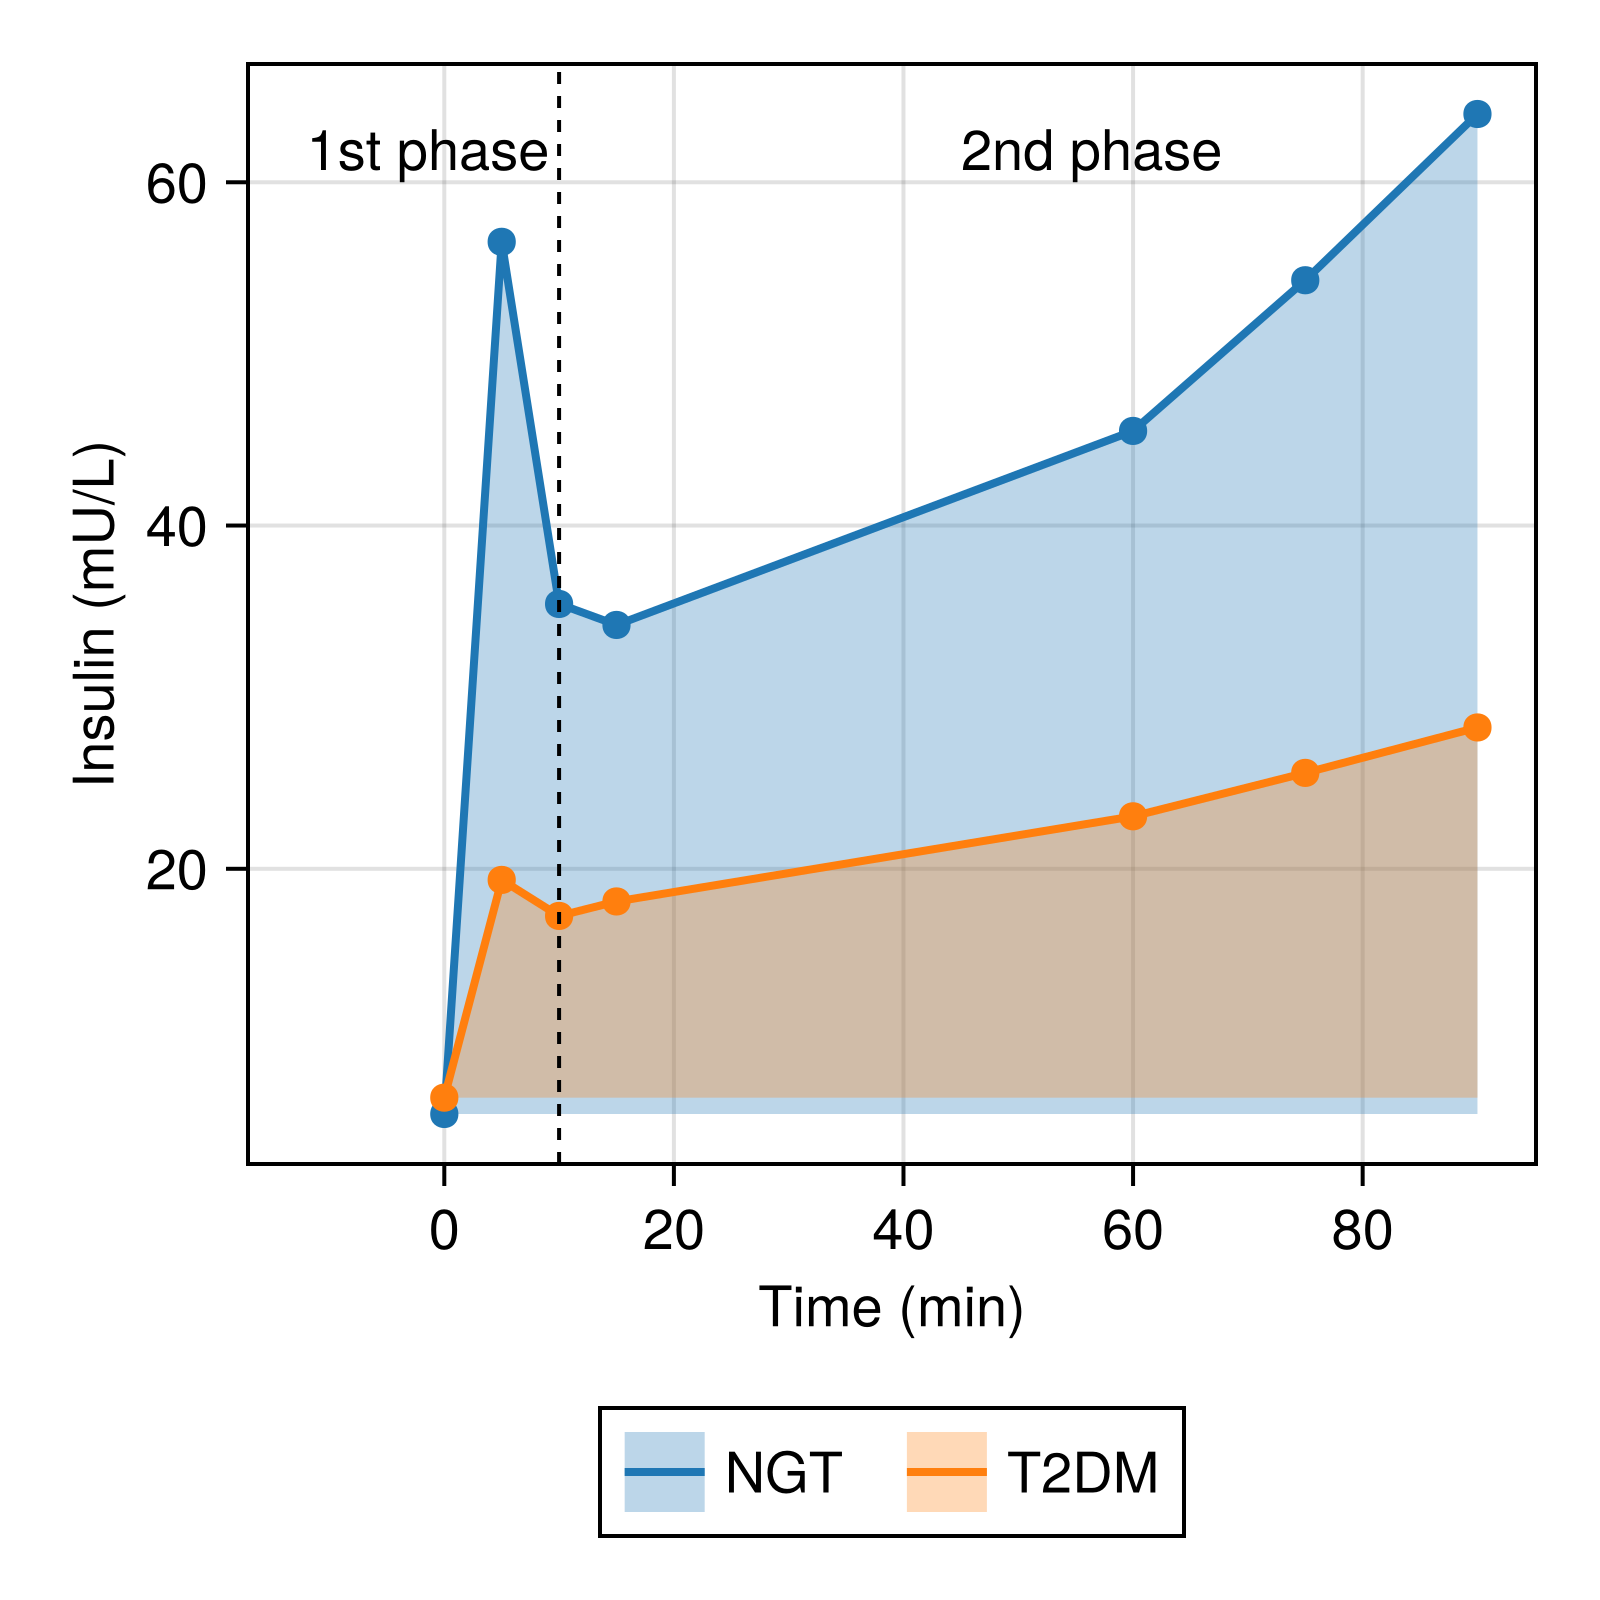 1st phase
2nd phase
60
40
20
Insulin (mU/L)
0 20 40 60 80
Time (min)
NGT T2DM